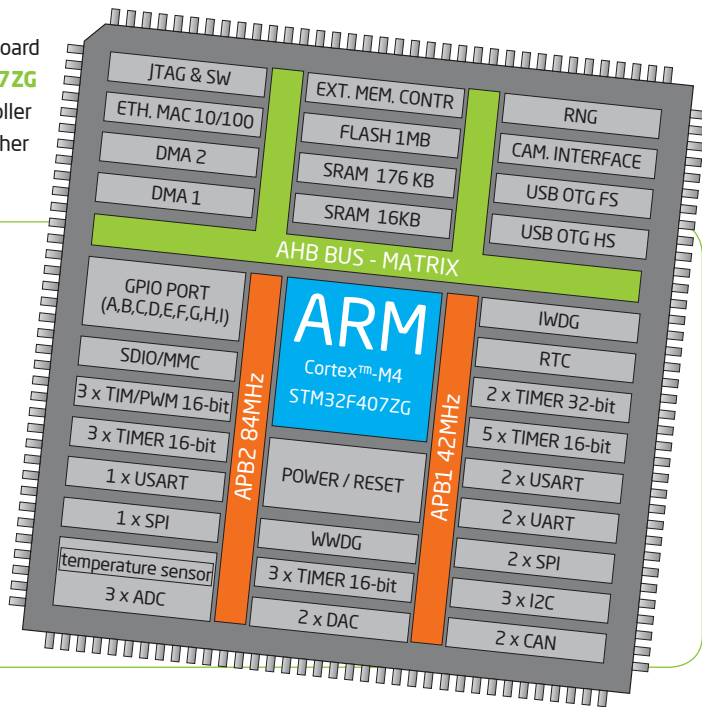 oard
7ZG
ller
her
JTAG & SW
ETH. MAC 10/100
DMA 2
DMA 1
EXT. MEM. CONTR
FLASH 1MB
SRAM 176 KB
SRAM 16KB
RNG
CAM. INTERFACE
USB OTG FS
USB OTG HS
AHB BUS - MATRIX
GPIO PORT
(A,B,C,D,E,F,G,H,I)
SDIO/MMC
3 x TIM/PWM 16-bit
3 x TIMER 16-bit
1 x USART
1 x SPI
temperature sensor
3 x ADC
APB2 84MHz
ARM
Cortex™-M4
STM32F407ZG
POWER / RESET
WWDG
3 x TIMER 16-bit
2 x DAC
APB1 42MHz
IWDG
RTC
2 x TIMER 32-bit
5 x TIMER 16-bit
2 x USART
2 x UART
2 x SPI
3 x I2C
2 x CAN